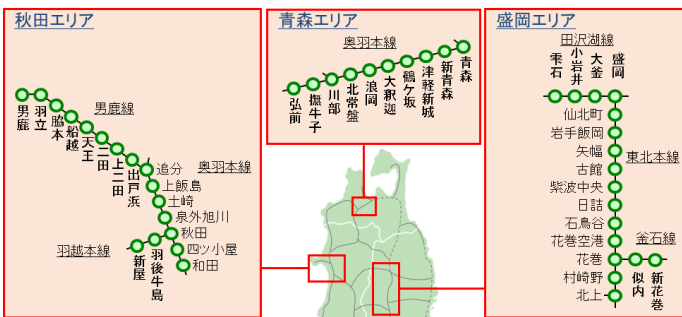 秋田エリア
男鹿線
男鹿
羽立
脇本
船越
天王
二田
上二田
出戸浜
追分
奥羽本線
上飯島
土崎
泉外旭川
秋田
四ツ小屋
和田
羽越本線
新屋
羽後牛島
青森エリア
奥羽本線
弘前
撫牛子
川部
北常盤
浪岡
大釈迦
鶴ケ坂
津軽新城
新青森
青森
盛岡エリア
田沢湖線
雫石
小岩井
大釜
盛岡
仙北町
岩手飯岡
矢幅
古館
紫波中央
日詰
石鳥谷
花巻空港
花巻
村崎野
北上
東北本線
釜石線
似内
新花巻